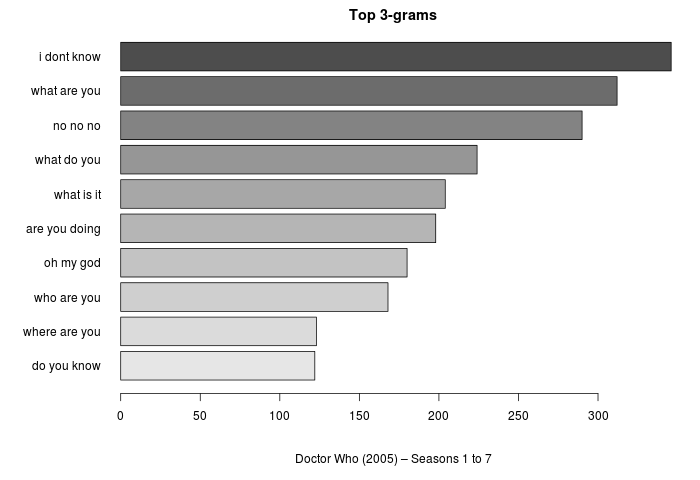 Top 3-grams
i dont know
what are you
no no no
what do you
what is it
are you doing
oh my god
who are you
where are you
do you know
0 50 100 150 200 250 300
Doctor Who (2005) – Seasons 1 to 7